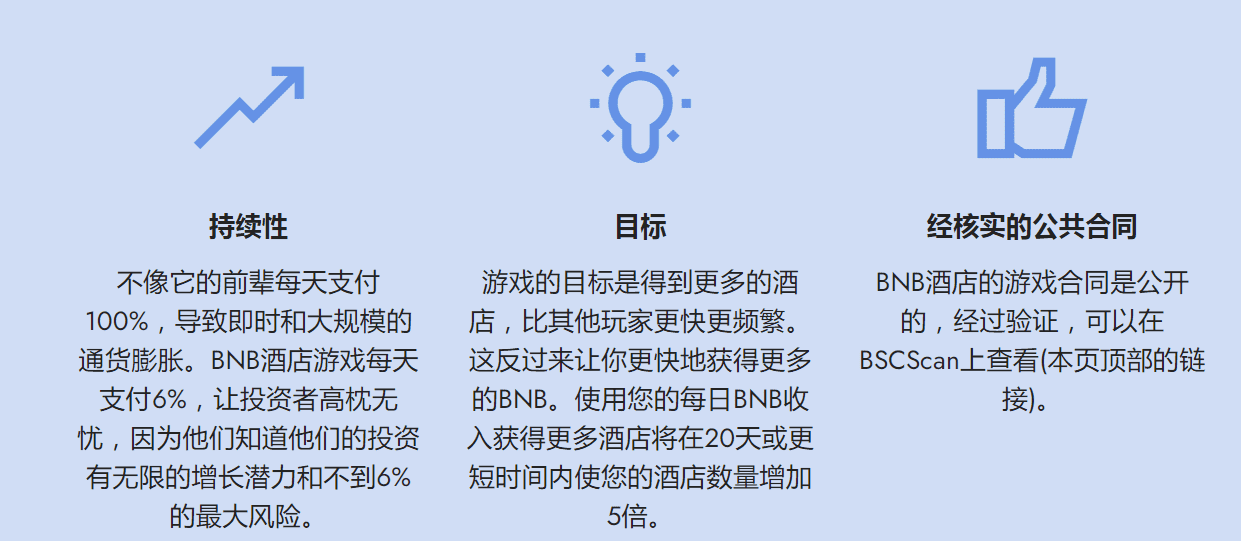 持续性
不像它的前辈每天支付
100%，导致即时和大规模的
通货膨胀。BNB酒店游戏每天
支付6%，让投资者高枕无
忧，因为他们知道他们的投资
有无限的增长潜力和不到6%
的最大风险。
目标
游戏的目标是得到更多的酒
店，比其他玩家更快更频繁。
这反过来让你更快地获得更多
的BNB。使用您的每日BNB收
入获得更多酒店将在20天或更
短时间内使您的酒店数量增加
5倍。
经核实的公共合同
BNB酒店的游戏合同是公开
的，经过验证，可以在
BSCScan上查看(本页顶部的链
接)。